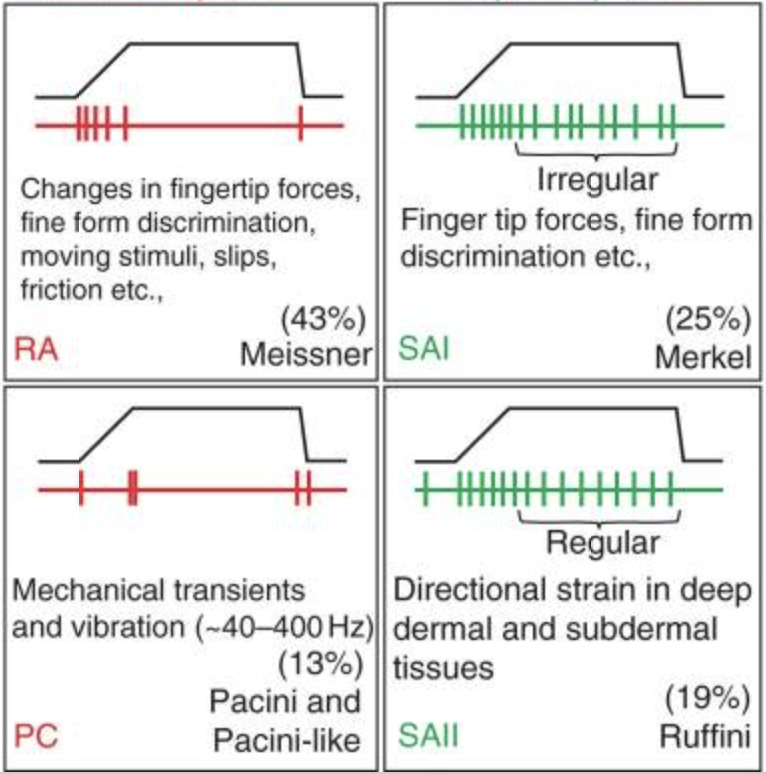 Changes in fingertip forces,
fine form discrimination,
moving stimuli, slips,
friction etc.,
(43%)
RA
Meissner
Irregular
Finger tip forces, fine form
discrimination etc.,
(25%)
SAI
Merkel
Mechanical transients
and vibration (~40–400 Hz)
(13%)
Pacini and
PC
Pacini-like
Regular
Directional strain in deep
dermal and subdermal
tissues
(19%)
SAII
Ruffini